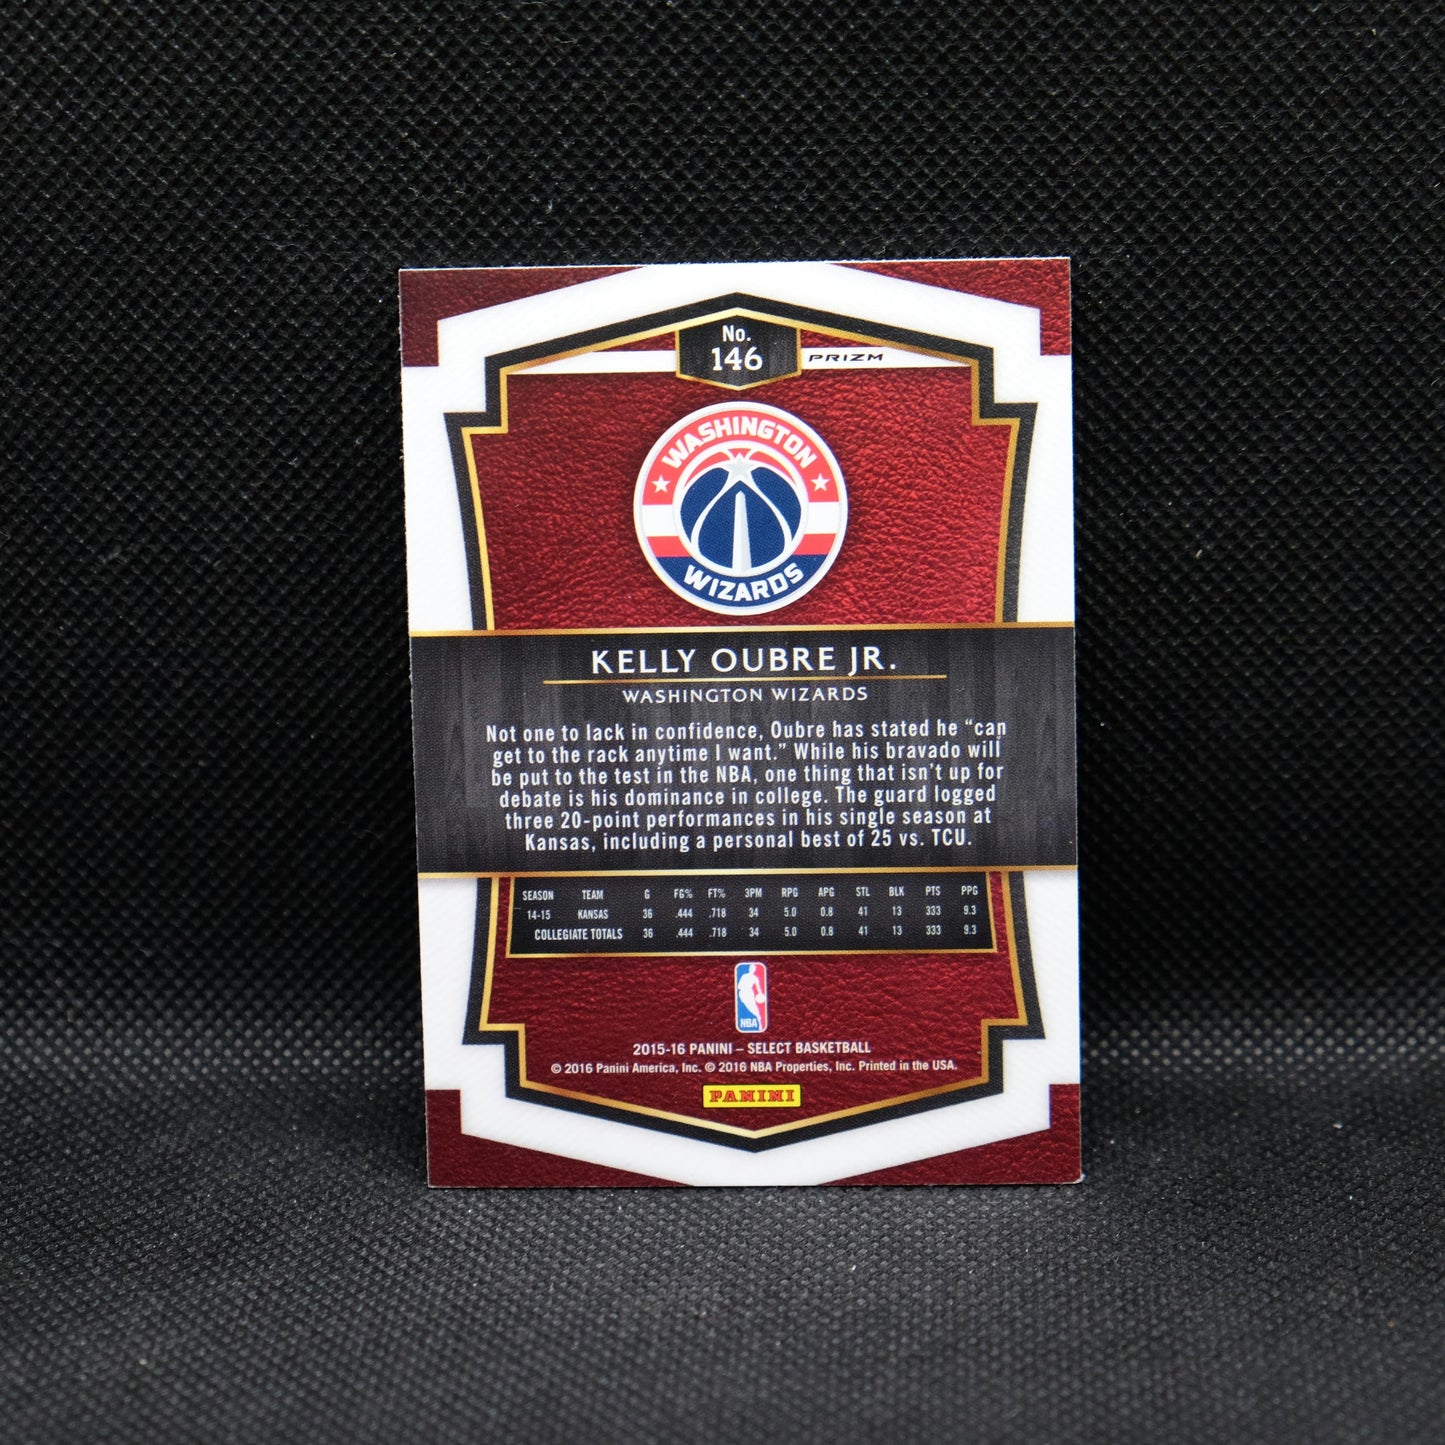 No.
146
PRIZM
WASHINGTON
WIZARDS
KELLY OUBRE JR.
WASHINGTON WIZARDS
Not one to lack in confidence, Oubre has stated he “can
get to the rack anytime I want.” While his bravado will
be put to the test in the NBA, one thing that isn’t up for
debate is his dominance in college. The guard logged
three 20-point performances in his single season at
Kansas, including a personal best of 25 vs. TCU.
SEASON TEAM G FG% FT% 3PM RPG APG STL BLK PTS PPG
14-15 KANSAS 36 .444 .718 34 5.0 0.8 41 13 333 9.3
COLLEGIATE TOTALS 36 .444 .718 34 5.0 0.8 41 13 333 9.3
NBA
2015-16 PANINI – SELECT BASKETBALL
© 2016 Panini America, Inc. © 2016 NBA Properties, Inc. Printed in the USA.
PANINI